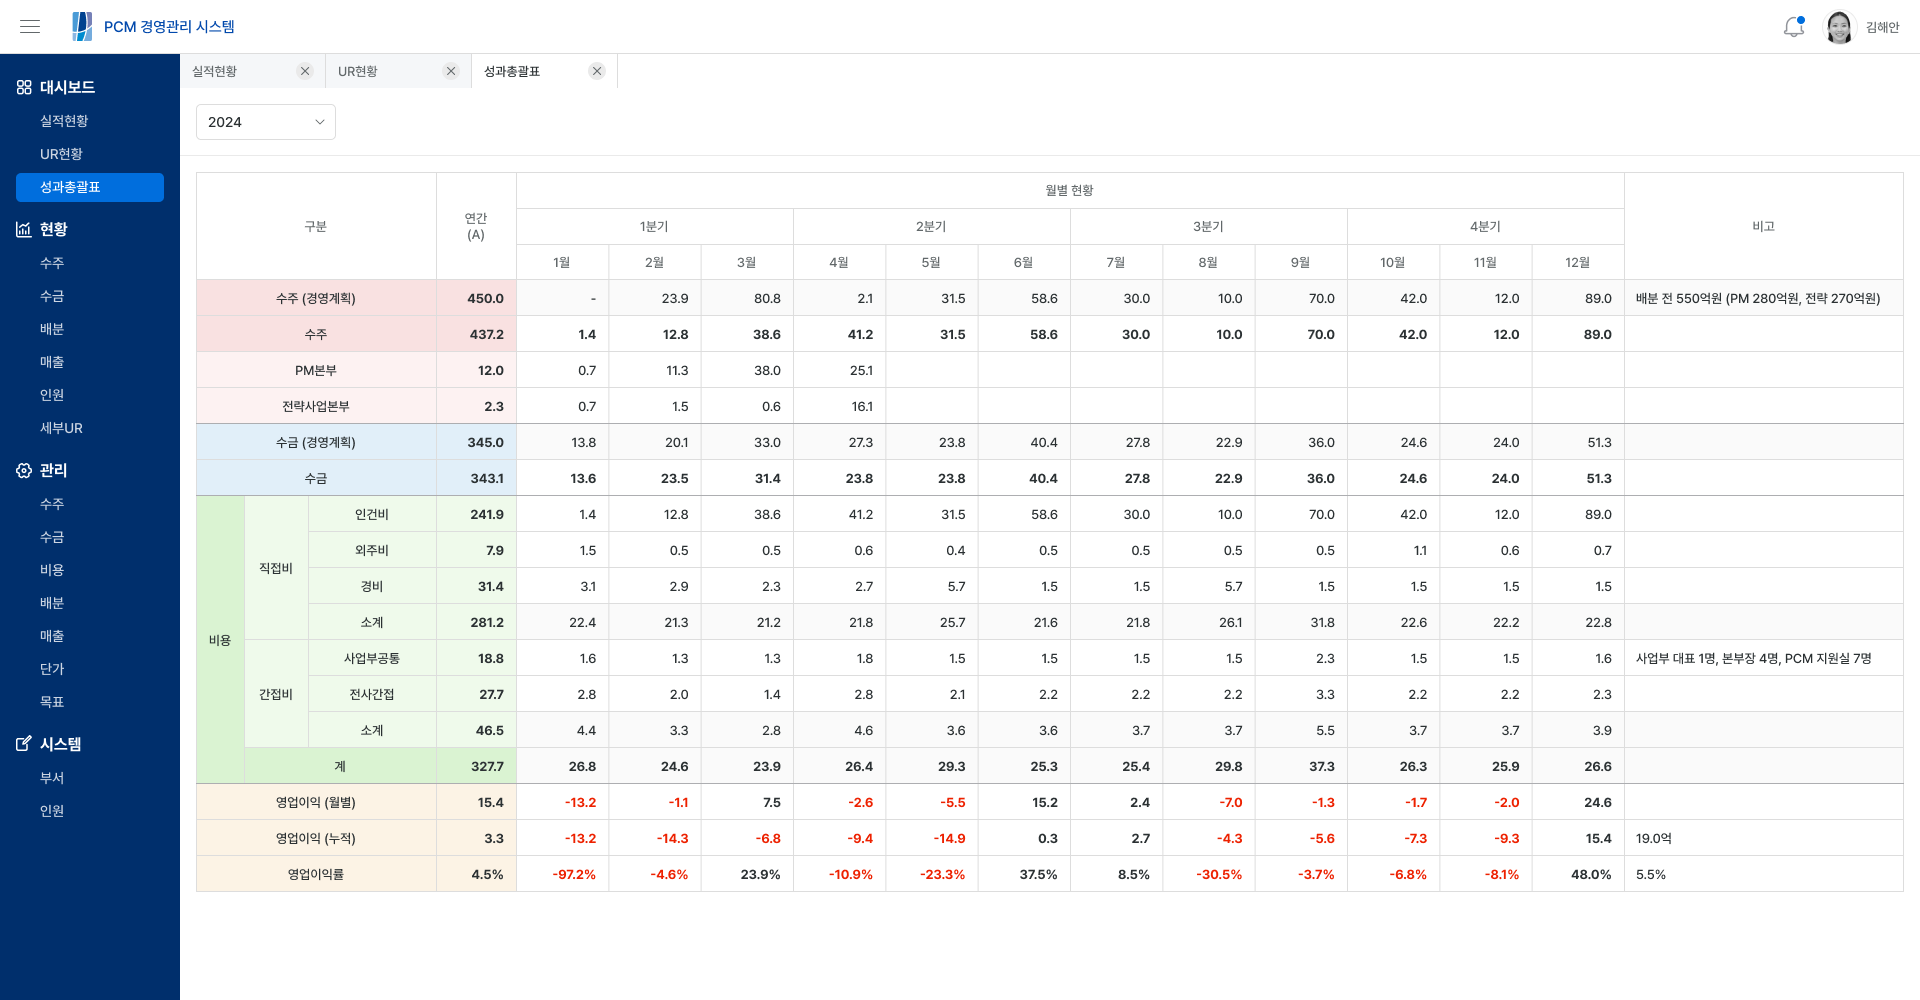 PCM 경영관리 시스템
김해안
대시보드
실적현황
UR현황
성과총괄표
현황
수주
수금
배분
매출
인원
세부UR
관리
수주
수금
비용
배분
매출
단가
목표
시스템
부서
인원
실적현황 UR현황 성과총괄표
2024
구분 연간 (A) 월별 현황 비고
1분기 2분기 3분기 4분기
1월 2월 3월 4월 5월 6월 7월 8월 9월 10월 11월 12월
수주 (경영계획) 450.0 - 23.9 80.8 2.1 31.5 58.6 30.0 10.0 70.0 42.0 12.0 89.0 배분 전 550억원 (PM 280억원, 전략 270억원)
수주 437.2 1.4 12.8 38.6 41.2 31.5 58.6 30.0 10.0 70.0 42.0 12.0 89.0
PM본부 12.0 0.7 11.3 38.0 25.1
전략사업본부 2.3 0.7 1.5 0.6 16.1
수금 (경영계획) 345.0 13.8 20.1 33.0 27.3 23.8 40.4 27.8 22.9 36.0 24.6 24.0 51.3
수금 343.1 13.6 23.5 31.4 23.8 23.8 40.4 27.8 22.9 36.0 24.6 24.0 51.3
비용 직접비 인건비 241.9 1.4 12.8 38.6 41.2 31.5 58.6 30.0 10.0 70.0 42.0 12.0 89.0
외주비 7.9 1.5 0.5 0.5 0.6 0.4 0.5 0.5 0.5 0.5 1.1 0.6 0.7
경비 31.4 3.1 2.9 2.3 2.7 5.7 1.5 1.5 5.7 1.5 1.5 1.5 1.5
소계 281.2 22.4 21.3 21.2 21.8 25.7 21.6 21.8 26.1 31.8 22.6 22.2 22.8
간접비 사업부공통 18.8 1.6 1.3 1.3 1.8 1.5 1.5 1.5 1.5 2.3 1.5 1.5 1.6 사업부 대표 1명, 본부장 4명, PCM 지원실 7명
전사간접 27.7 2.8 2.0 1.4 2.8 2.1 2.2 2.2 2.2 3.3 2.2 2.2 2.3
소계 46.5 4.4 3.3 2.8 4.6 3.6 3.6 3.7 3.7 5.5 3.7 3.7 3.9
계 327.7 26.8 24.6 23.9 26.4 29.3 25.3 25.4 29.8 37.3 26.3 25.9 26.6
영업이익 (월별) 15.4 -13.2 -1.1 7.5 -2.6 -5.5 15.2 2.4 -7.0 -1.3 -1.7 -2.0 24.6
영업이익 (누적) 3.3 -13.2 -14.3 -6.8 -9.4 -14.9 0.3 2.7 -4.3 -5.6 -7.3 -9.3 15.4 19.0억
영업이익률 4.5% -97.2% -4.6% 23.9% -10.9% -23.3% 37.5% 8.5% -30.5% -3.7% -6.8% -8.1% 48.0% 5.5%